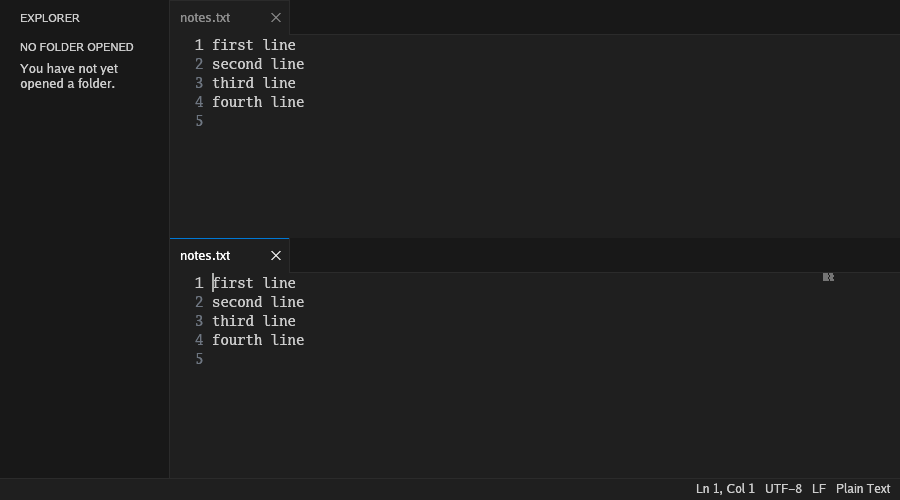 EXPLORER
NO FOLDER OPENED
You have not yet
opened a folder.
notes.txt
1 first line
2 second line
3 third line
4 fourth line
5
notes.txt
1 first line
2 second line
3 third line
4 fourth line
5
Ln 1, Col 1 UTF-8 LF Plain Text